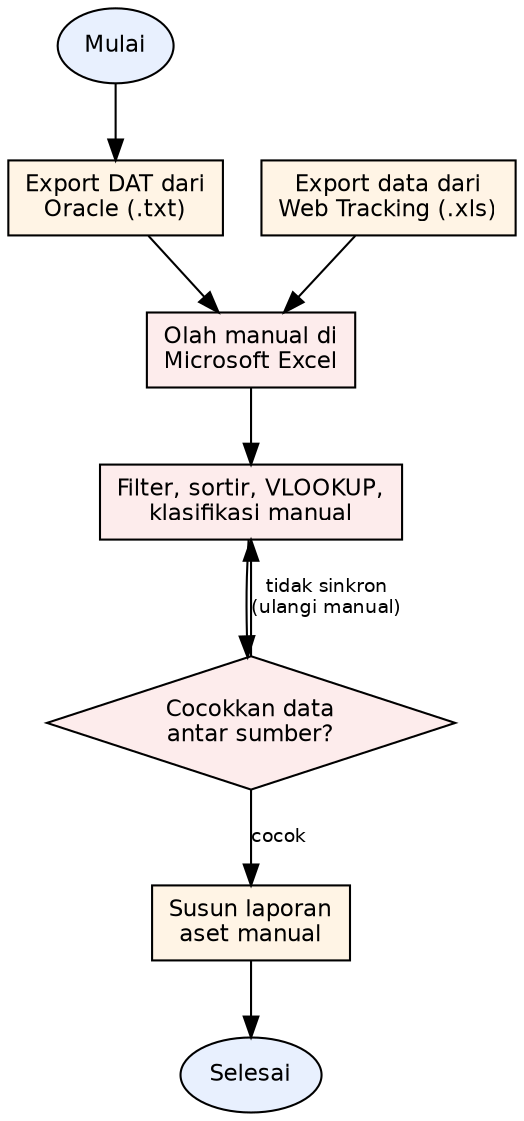 Mulai
Export DAT dari
Oracle (.txt)
Export data dari
Web Tracking (.xls)
Olah manual di
Microsoft Excel
Filter, sortir, VLOOKUP,
klasifikasi manual
tidak sinkron
(ulangi manual)
Cocokkan data
antar sumber?
cocok
Susun laporan
aset manual
Selesai